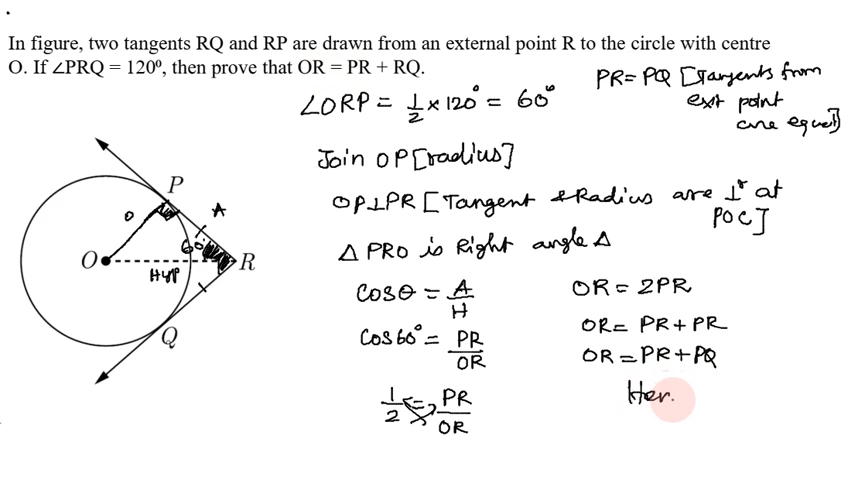 In figure, two tangents RQ and RP are drawn from an external point R to the circle with centre
O. If ∠PRQ = 120º, then prove that OR = PR + RQ.
∠ORP = 1/2 × 120° = 60°
PR = PQ [Tangents from
ext point
are equal]
Join OP [radius]
OP⊥PR [Tangent & Radius are ⊥r at
POC]
△ PRO is Right angle △
Cosθ = A/H
Cos60° = PR/OR
1/2 = PR/OR
OR = 2PR
OR = PR + PR
OR = PR + PQ
Her.
P
O
A
60°
O
Hyp
R
Q